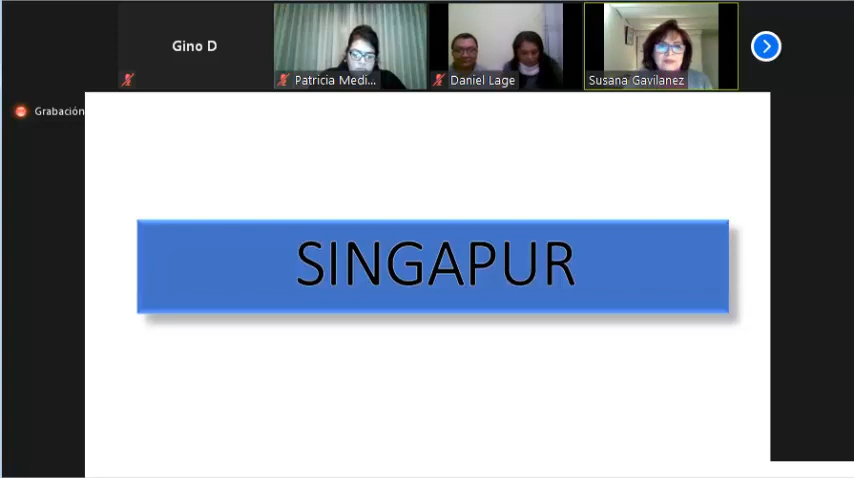 Gino D
Patricia Medi...
Daniel Lage
Susana Gavilanez
Grabación
SINGAPUR